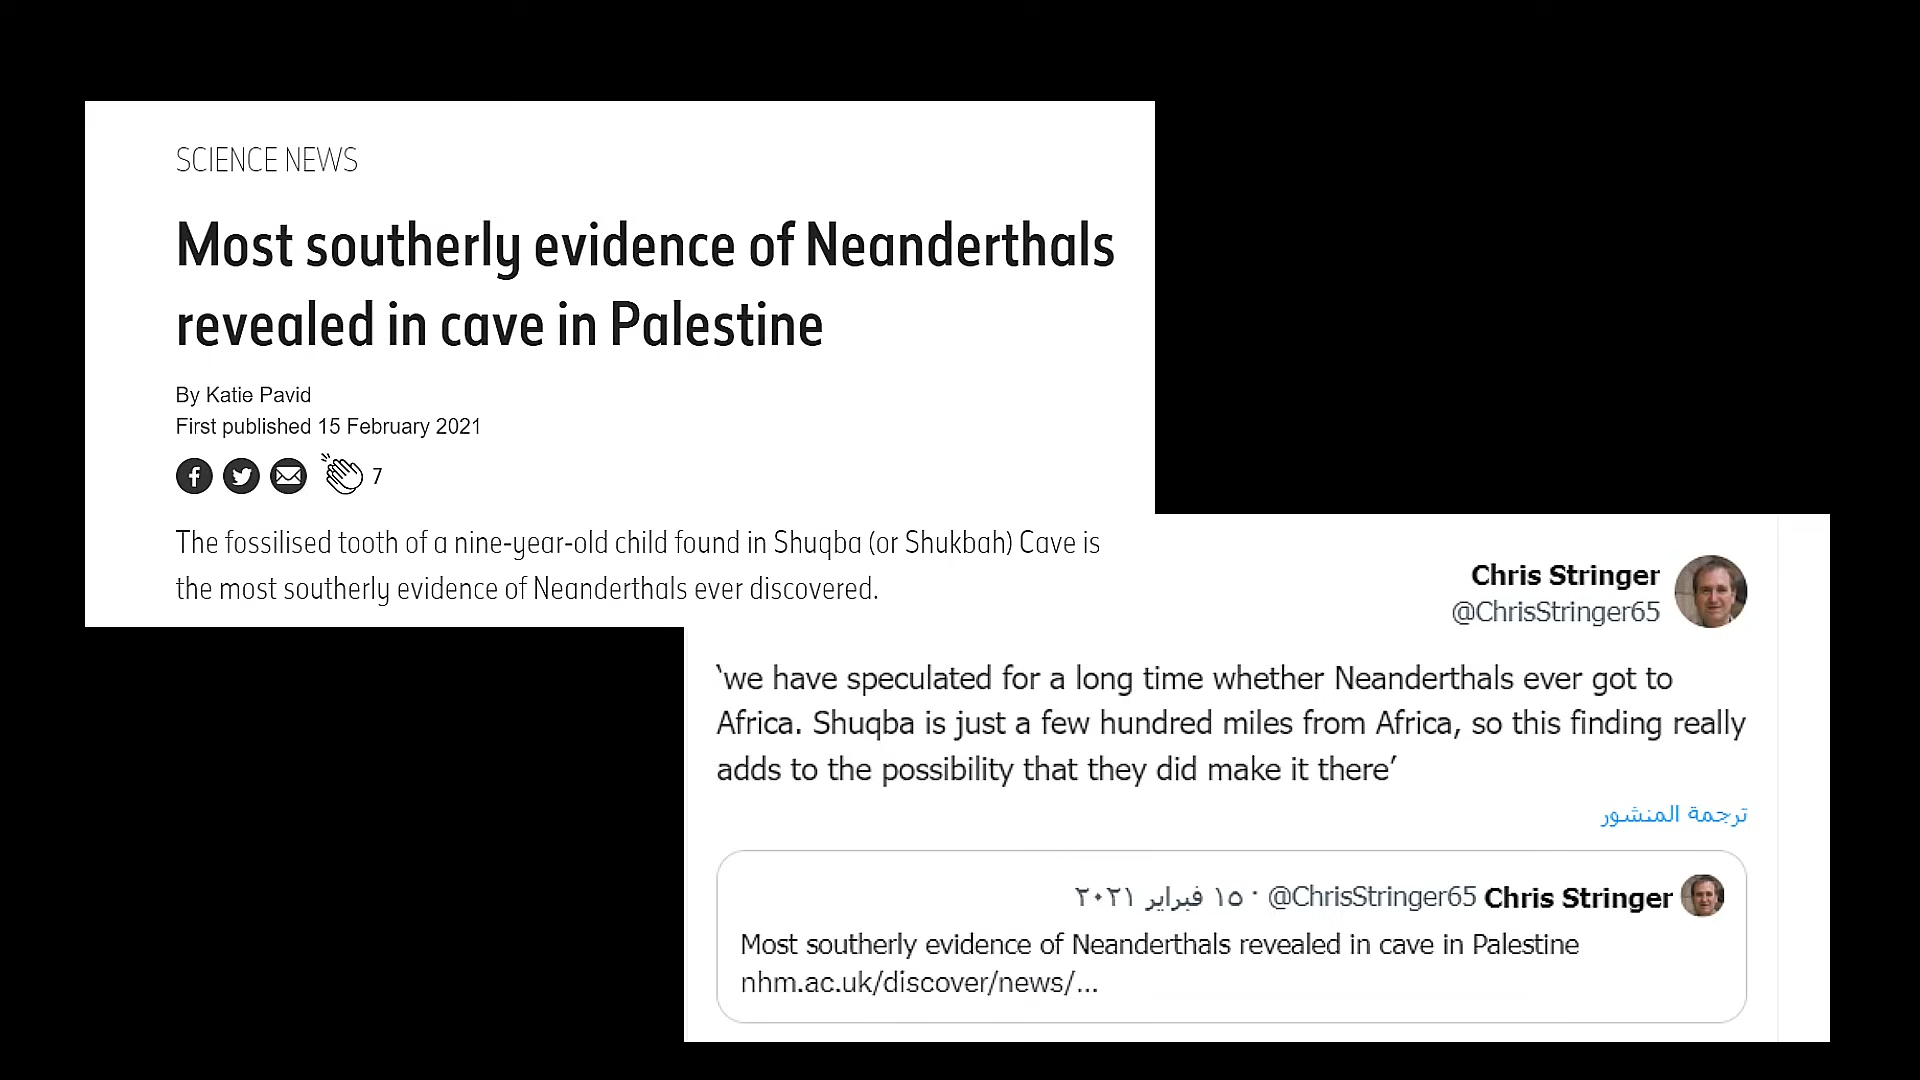 SCIENCE NEWS
Most southerly evidence of Neanderthals
revealed in cave in Palestine
By Katie Pavid
First published 15 February 2021
7
The fossilised tooth of a nine-year-old child found in Shuqba (or Shukbah) Cave is
the most southerly evidence of Neanderthals ever discovered.
Chris Stringer
@ChrisStringer65
‘we have speculated for a long time whether Neanderthals ever got to
Africa. Shuqba is just a few hundred miles from Africa, so this finding really
adds to the possibility that they did make it there’
ترجمة المنشور
Chris Stringer @ChrisStringer65 · ١٥ فبراير ٢٠٢١
Most southerly evidence of Neanderthals revealed in cave in Palestine
nhm.ac.uk/discover/news/...